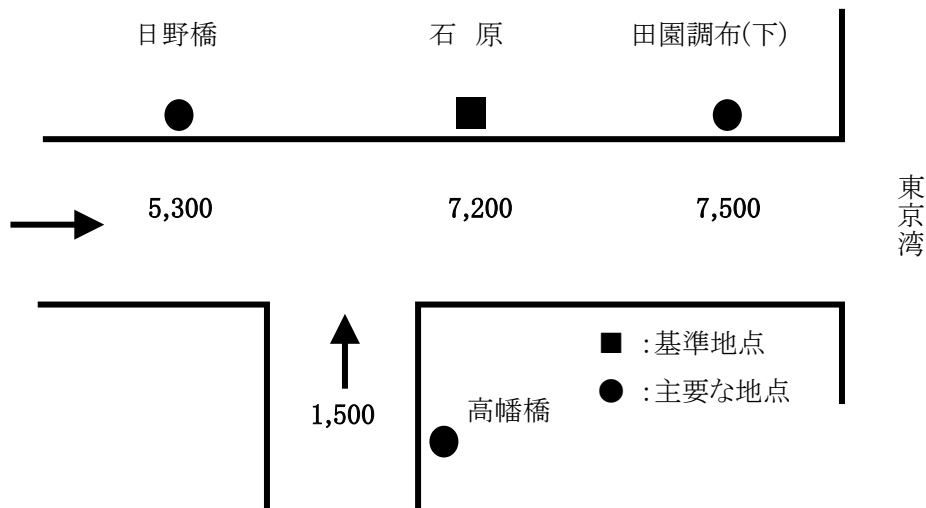 日野橋
石 原
田園調布(下)
5,300
7,200
7,500
東京湾
■ :基準地点
● :主要な地点
1,500
高幡橋